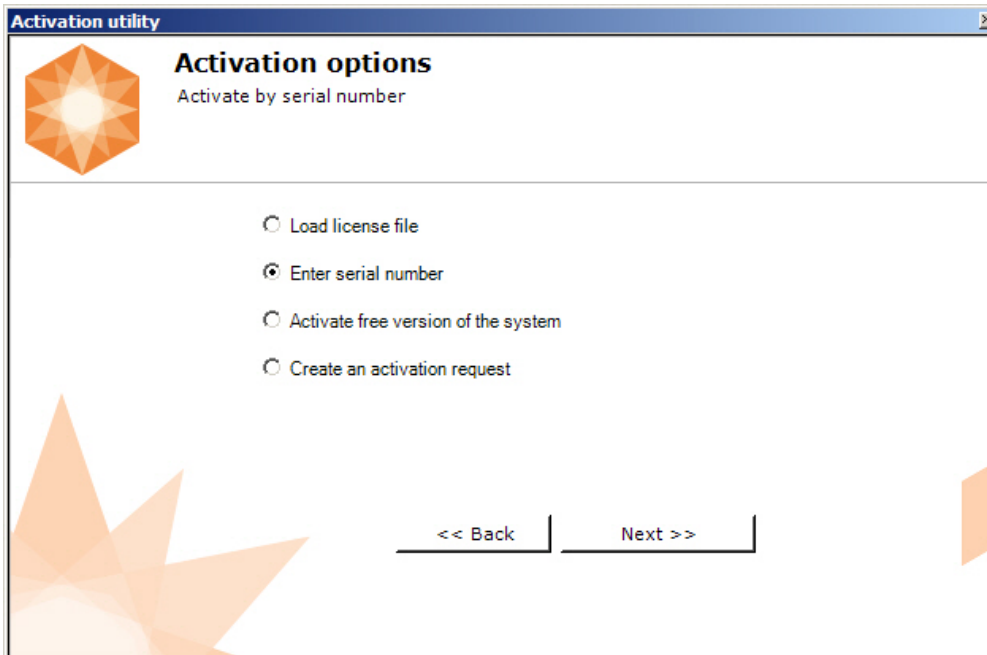 Activation utility
Activation options
Activate by serial number
Load license file
Enter serial number
Activate free version of the system
Create an activation request
<< Back Next >>